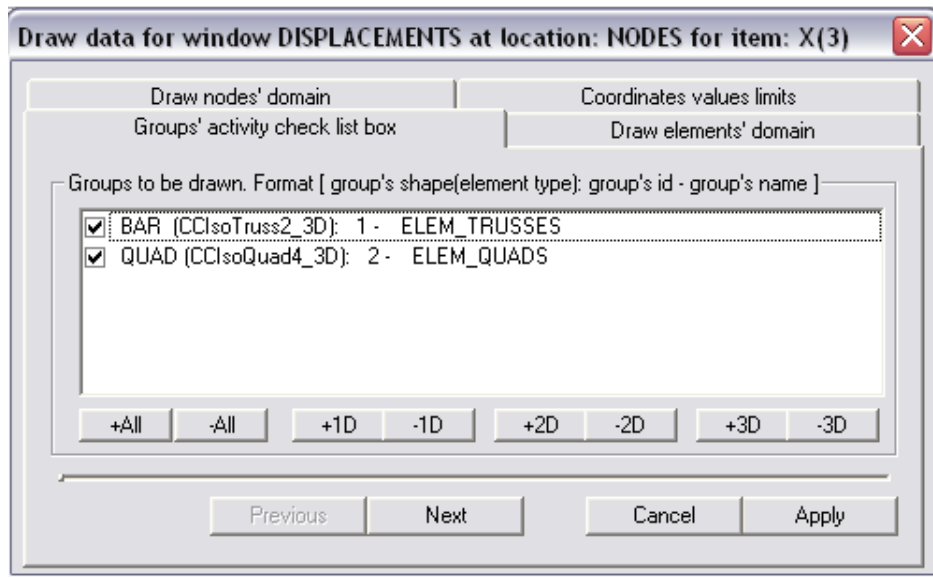 Draw data for window DISPLACEMENTS at location: NODES for item: X(3)
Draw nodes' domain
Coordinates values limits
Groups' activity check list box
Draw elements' domain
Groups to be drawn. Format [ group's shape(element type): group's id - group's name ]
BAR (CCIsoTruss2_3D): 1 - ELEM_TRUSSES
QUAD (CCIsoQuad4_3D): 2 - ELEM_QUADS
+All -All +1D -1D +2D -2D +3D -3D
Previous Next Cancel Apply